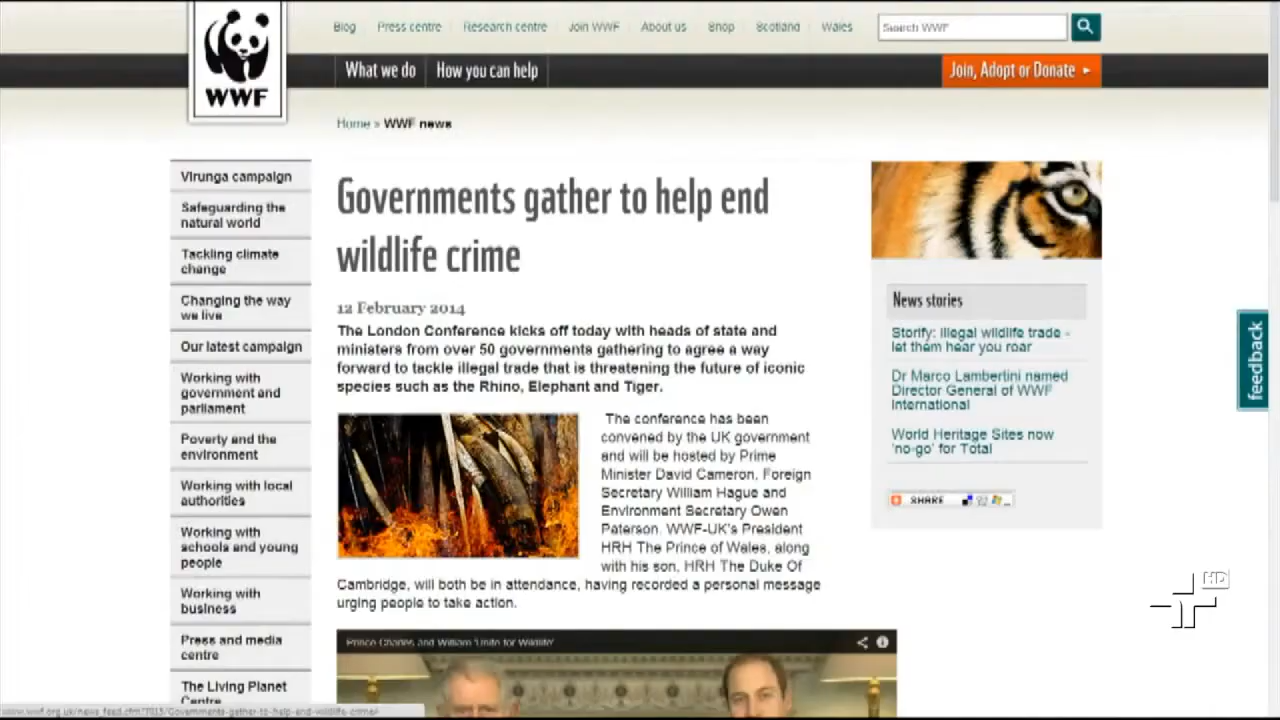 Blog Press centre Research centre Join WWF About us Shop Scotland Wales Search WWF
WWF
What we do How you can help Join, Adopt or Donate
Home » WWF news
Virunga campaign
Safeguarding the
natural world
Tackling climate
change
Changing the way
we live
Our latest campaign
Working with
government and
parliament
Poverty and the
environment
Working with local
authorities
Working with
schools and young
people
Working with
business
Press and media
centre
The Living Planet
Centre
Governments gather to help end
wildlife crime
12 February 2014
The London Conference kicks off today with heads of state and
ministers from over 50 governments gathering to agree a way
forward to tackle illegal trade that is threatening the future of iconic
species such as the Rhino, Elephant and Tiger.
The conference has been
convened by the UK government
and will be hosted by Prime
Minister David Cameron, Foreign
Secretary William Hague and
Environment Secretary Owen
Paterson. WWF-UK's President
HRH The Prince of Wales, along
with his son, HRH The Duke Of
Cambridge, will both be in attendance, having recorded a personal message
urging people to take action.
Prince Charles and William 'Unite for Wildlife'
News stories
Storify: illegal wildlife trade -
let them hear you roar
Dr Marco Lambertini named
Director General of WWF
International
World Heritage Sites now
'no-go' for Total
SHARE
feedback
HD